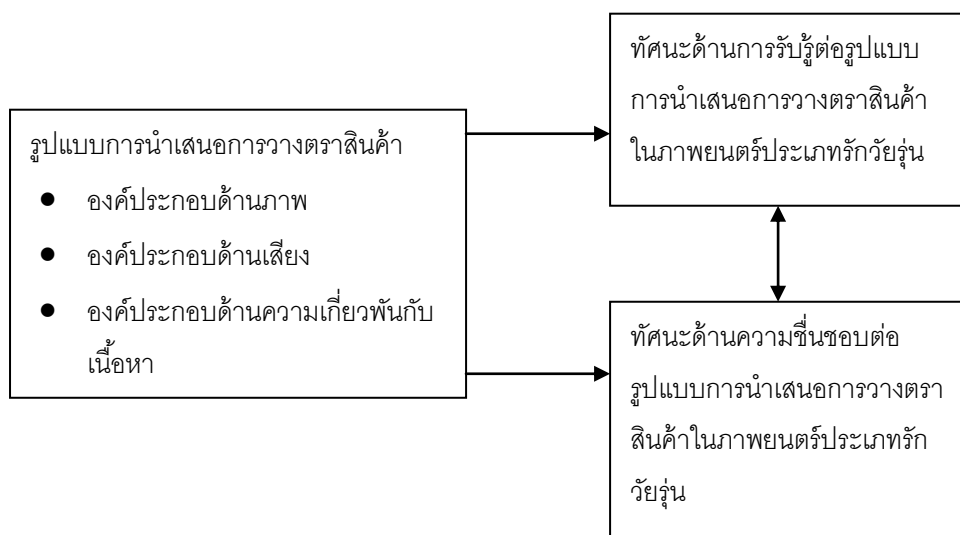 รูปแบบการนำเสนอการวางตราสินค้า
● องค์ประกอบด้านภาพ
● องค์ประกอบด้านเสียง
● องค์ประกอบด้านความเกี่ยวพันกับ
เนื้อหา
ทัศนะด้านการรับรู้ต่อรูปแบบ
การนำเสนอการวางตราสินค้า
ในภาพยนตร์ประเภทรักวัยรุ่น
ทัศนะด้านความชื่นชอบต่อ
รูปแบบการนำเสนอการวางตรา
สินค้าในภาพยนตร์ประเภทรัก
วัยรุ่น